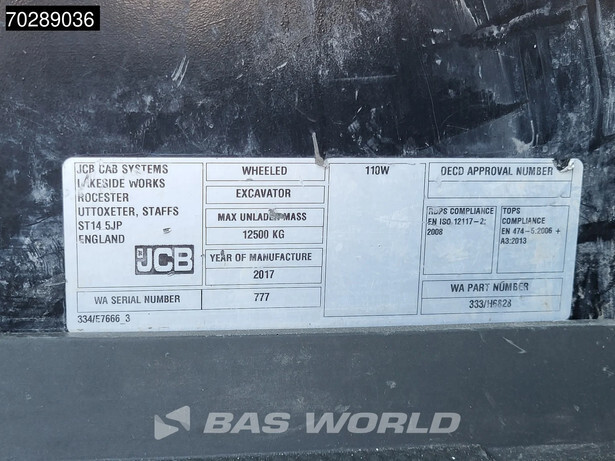 70289036
JCB CAB SYSTEMS
LAKESIDE WORKS
ROCESTER
UTTOXETER, STAFFS
ST14 5JP
ENGLAND
JCB
WA SERIAL NUMBER
334/E7666_3
WHEELED
EXCAVATOR
MAX UNLADEN MASS
12500 KG
YEAR OF MANUFACTURE
2017
777
110W
OECD APPROVAL NUMBER
ROPS COMPLIANCE
EN ISO 12117-2:
2008
TOPS
COMPLIANCE
EN 474-5:2006 +
A3:2013
WA PART NUMBER
333/H6828
BAS WORLD